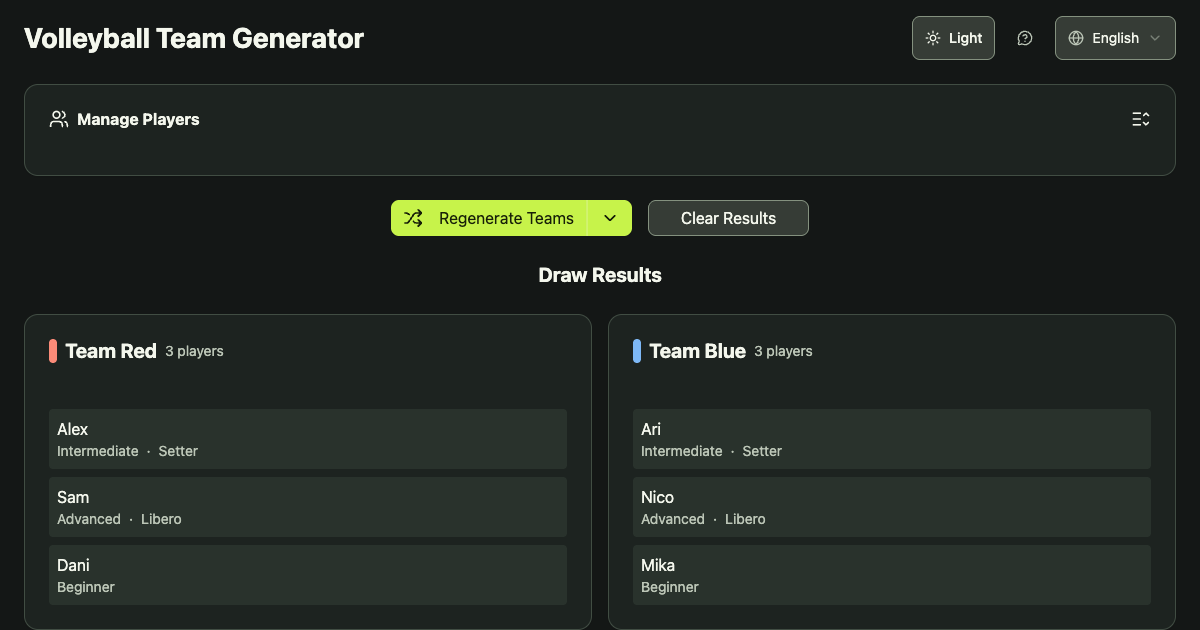 Volleyball Team Generator
Light
English
Manage Players
Regenerate Teams
Clear Results
Draw Results
Team Red 3 players
Alex
Intermediate · Setter
Sam
Advanced · Libero
Dani
Beginner
Team Blue 3 players
Ari
Intermediate · Setter
Nico
Advanced · Libero
Mika
Beginner